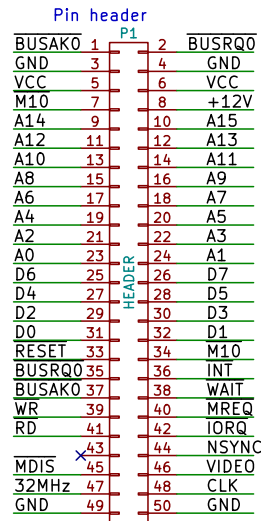 Pin header
P1
BUSAK0 1 2 BUSRQ0
GND 3 4 GND
VCC 5 6 VCC
M10 7 8 +12V
A14 9 10 A15
A12 11 12 A13
A10 13 14 A11
A8 15 16 A9
A6 17 18 A7
A4 19 20 A5
A2 21 22 A3
A0 23 24 A1
D6 25 26 D7
D4 27 28 D5
D2 29 30 D3
D0 31 32 D1
RESET 33 34 M10
BUSRQ0 35 36 INT
BUSAK0 37 38 WAIT
WR 39 40 MREQ
RD 41 42 IORQ
43 44 NSYNC
MDIS 45 46 VIDEO
32MHz 47 48 CLK
GND 49 50 GND
HEADER